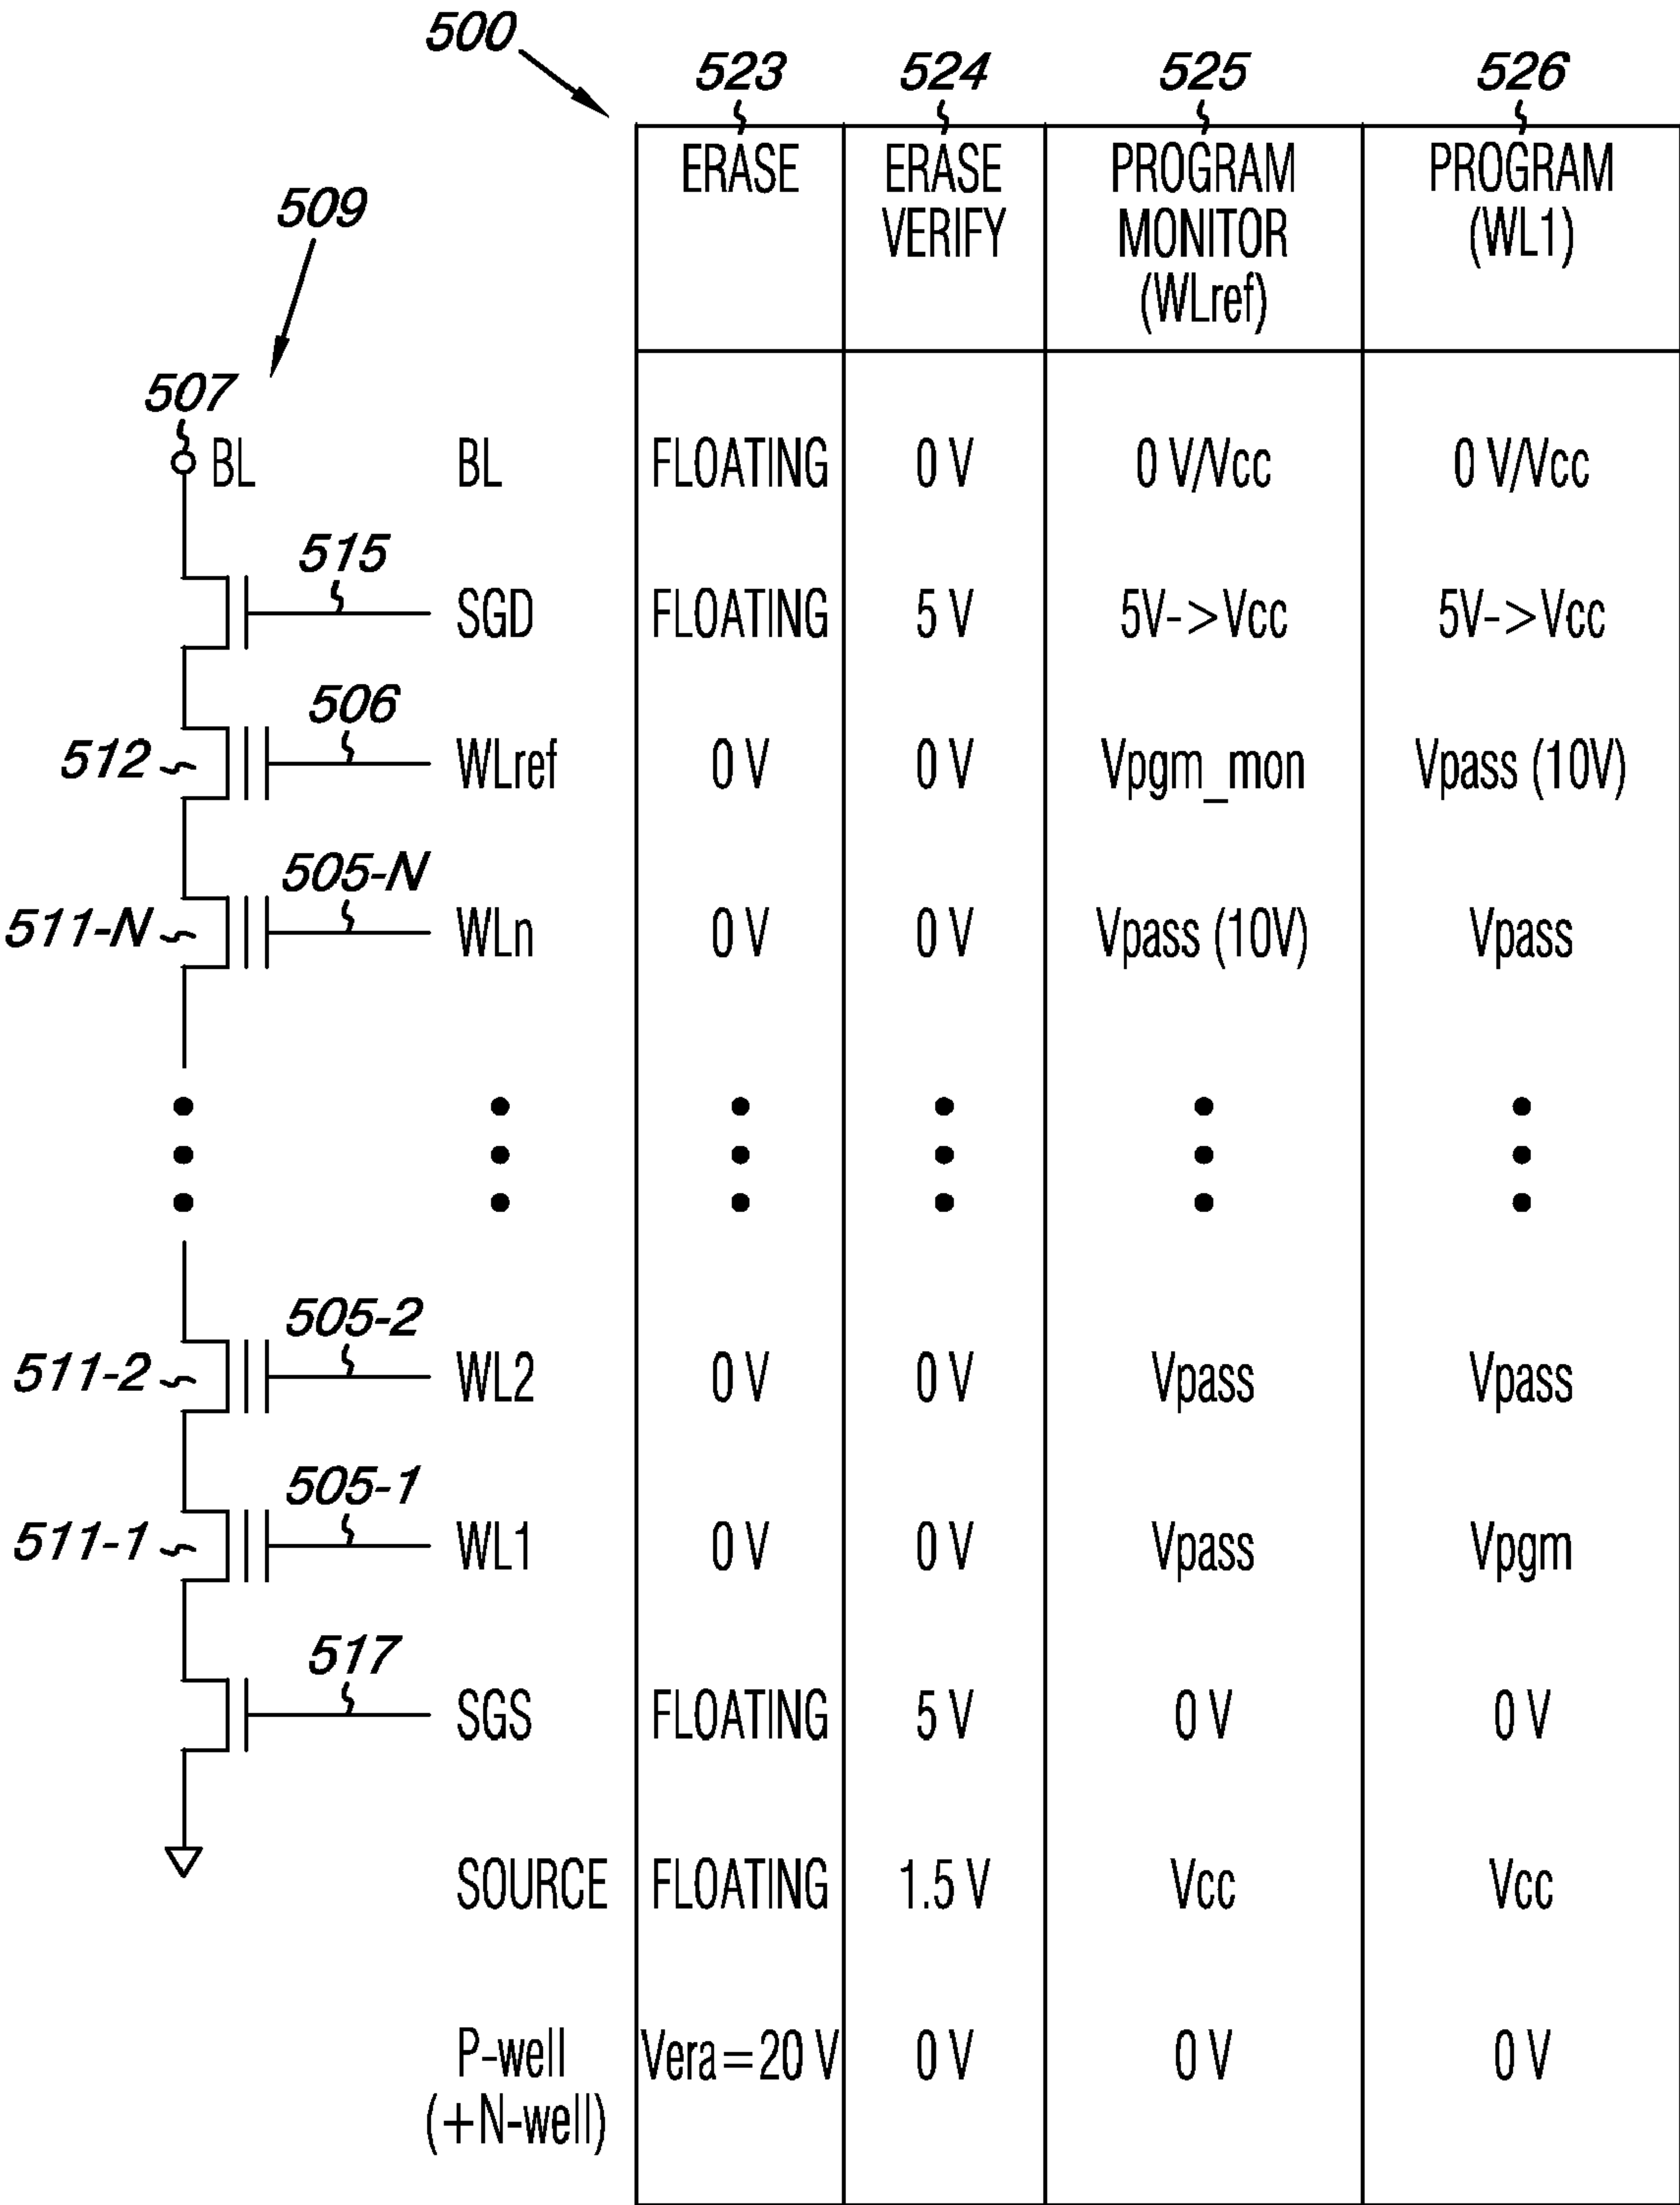 500
523 524 525 526
ERASE ERASE PROGRAM PROGRAM
VERIFY MONITOR (WL1)
(WLref)
509
507
BL BL FLOATING 0 V 0 V/Vcc 0 V/Vcc
515
SGD FLOATING 5 V 5V->Vcc 5V->Vcc
506
512 WLref 0 V 0 V Vpgm_mon Vpass (10V)
505-N
511-N WLn 0 V 0 V Vpass (10V) Vpass
505-2
511-2 WL2 0 V 0 V Vpass Vpass
505-1
511-1 WL1 0 V 0 V Vpass Vpgm
517
SGS FLOATING 5 V 0 V 0 V
SOURCE FLOATING 1.5 V Vcc Vcc
P-well Vera=20 V 0 V 0 V 0 V
(+N-well)